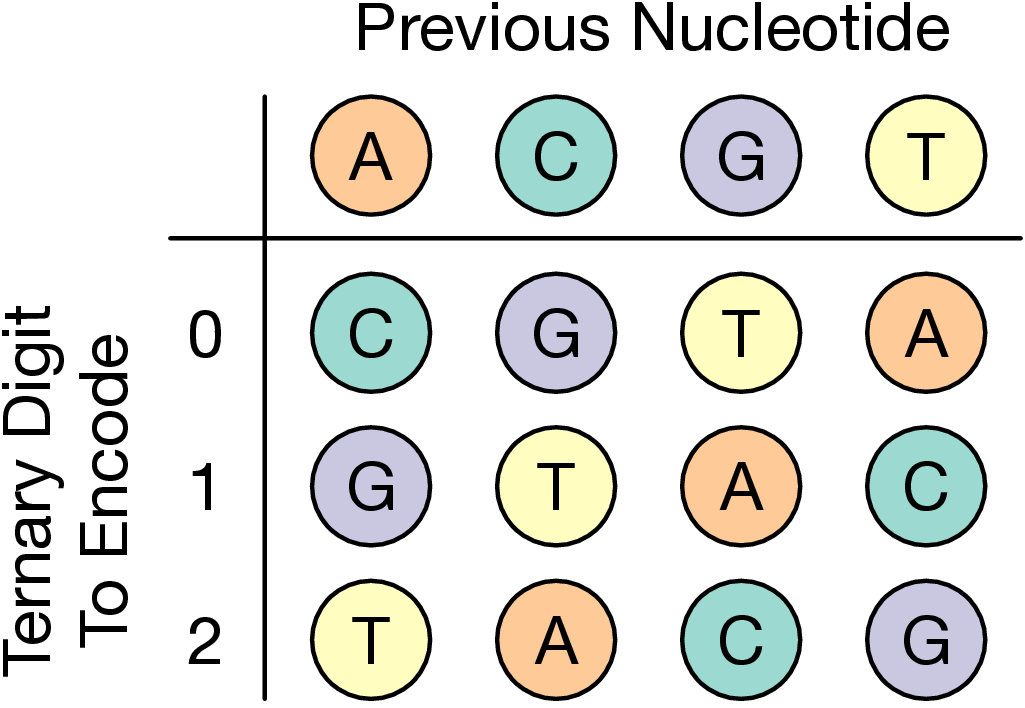 Previous Nucleotide
A C G T
Ternary Digit
To Encode
0 C G T A
1 G T A C
2 T A C G